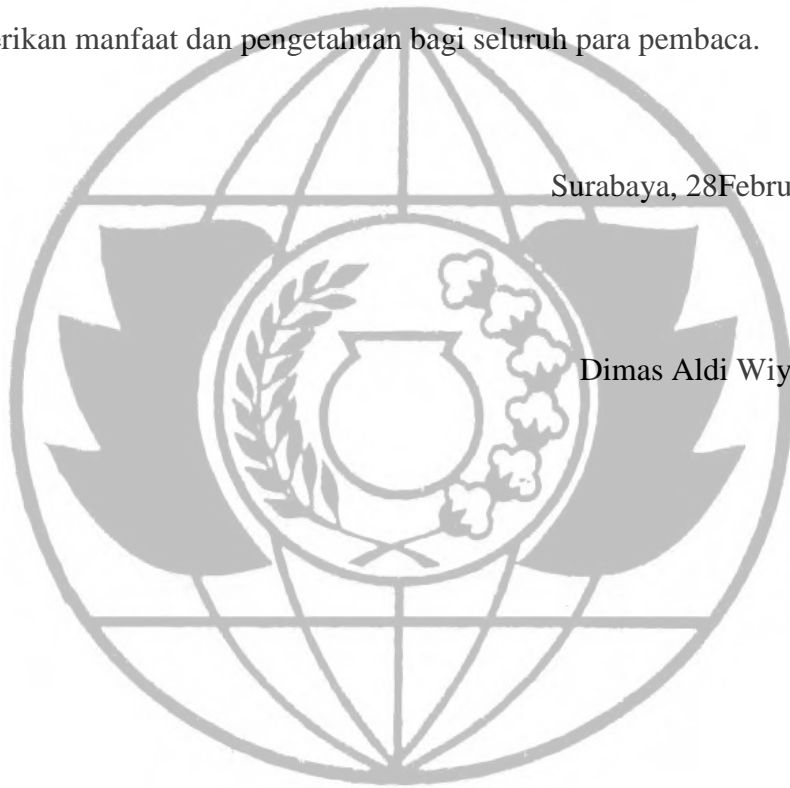 erikan manfaat dan pengetahuan bagi seluruh para pembaca.
Surabaya, 28Febru
Dimas Aldi Wiy